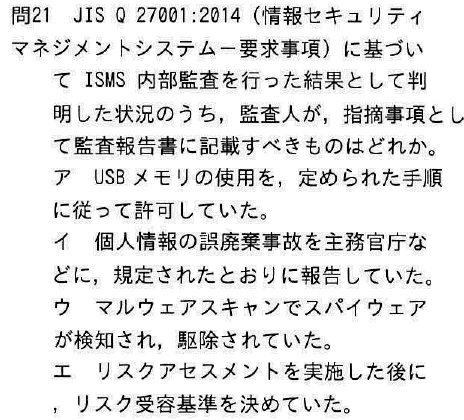 問21 JIS Q 27001:2014（情報セキュリティ
マネジメントシステム－要求事項）に基づい
て ISMS 内部監査を行った結果として判
明した状況のうち，監査人が，指摘事項とし
て監査報告書に記載すべきものはどれか。
ア USBメモリの使用を，定められた手順
に従って許可していた。
イ 個人情報の誤廃棄事故を主務官庁な
どに，規定されたとおりに報告していた。
ウ マルウェアスキャンでスパイウェア
が検知され，駆除されていた。
エ リスクアセスメントを実施した後に
，リスク受容基準を決めていた。